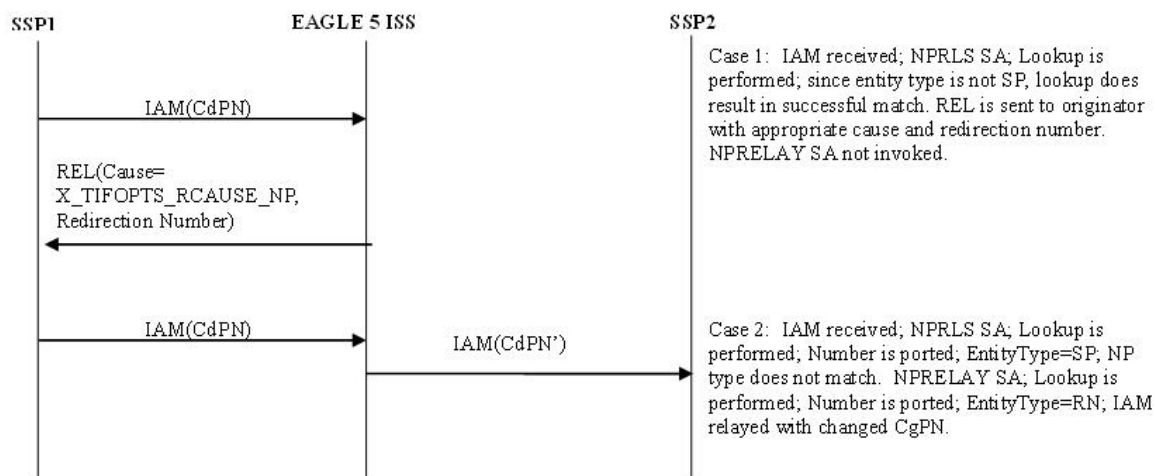 SSP1
EAGLE 5 ISS
SSP2
Case 1: IAM received; NPRLS SA; Lookup is
performed; since entity type is not SP, lookup does
result in successful match. REL is sent to originator
with appropriate cause and redirection number.
NPRELAY SA not invoked.
IAM(CdPN)
REL(Cause=
X_TIFOPTS_RCAUSE_NP,
Redirection Number)
IAM(CdPN)
IAM(CdPN’)
Case 2: IAM received; NPRLS SA; Lookup is
performed; Number is ported; EntityType=SP; NP
type does not match. NPRELAY SA; Lookup is
performed; Number is ported; EntityType=RN; IAM
relayed with changed CgPN.